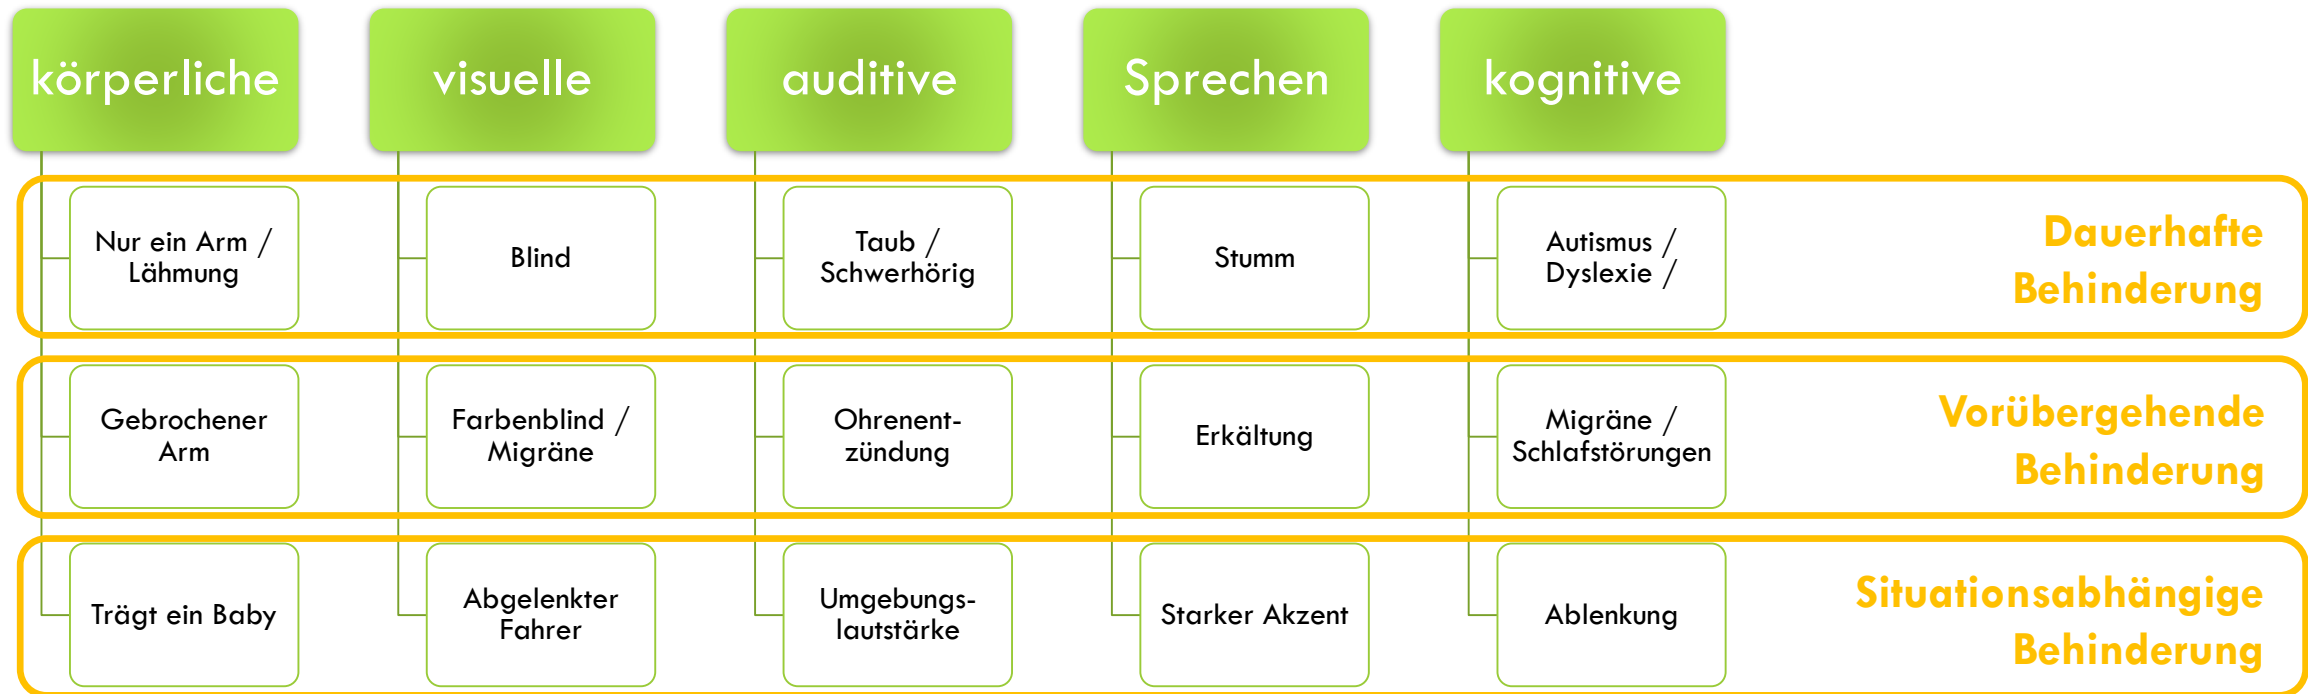 körperliche
visuelle
auditive
Sprechen
kognitive
Nur ein Arm /
Lähmung
Blind
Taub /
Schwerhörig
Stumm
Autismus /
Dyslexie /
Dauerhafte
Behinderung
Gebrochener
Arm
Farbenblind /
Migräne
Ohrenent-
zündung
Erkältung
Migräne /
Schlafstörungen
Vorübergehende
Behinderung
Trägt ein Baby
Abgelenkter
Fahrer
Umgebungs-
lautstärke
Starker Akzent
Ablenkung
Situationsabhängige
Behinderung